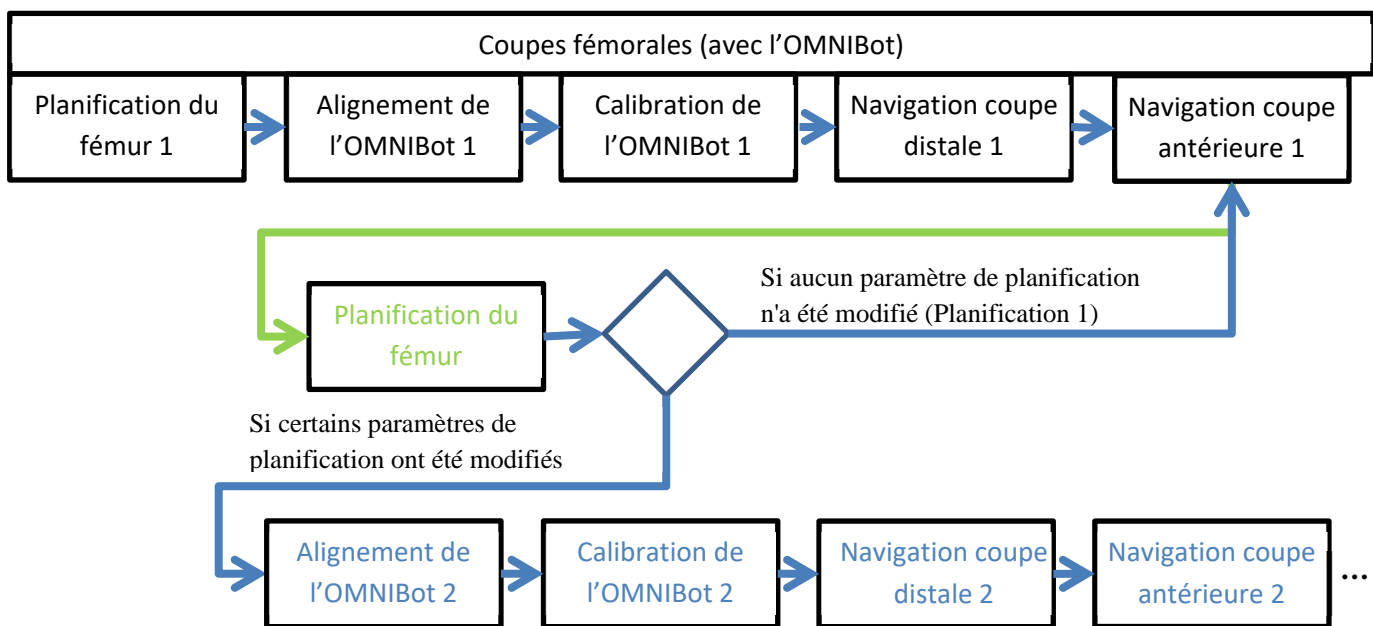 Coupes fémorales (avec l’OMNIBot)
Planification du
fémur 1
Alignement de
l’OMNIBot 1
Calibration de
l’OMNIBot 1
Navigation coupe
distale 1
Navigation coupe
antérieure 1
Si aucun paramètre de planification
n'a été modifié (Planification 1)
Planification du
fémur
Si certains paramètres de
planification ont été modifiés
Alignement de
l’OMNIBot 2
Calibration de
l’OMNIBot 2
Navigation coupe
distale 2
Navigation coupe
antérieure 2
...